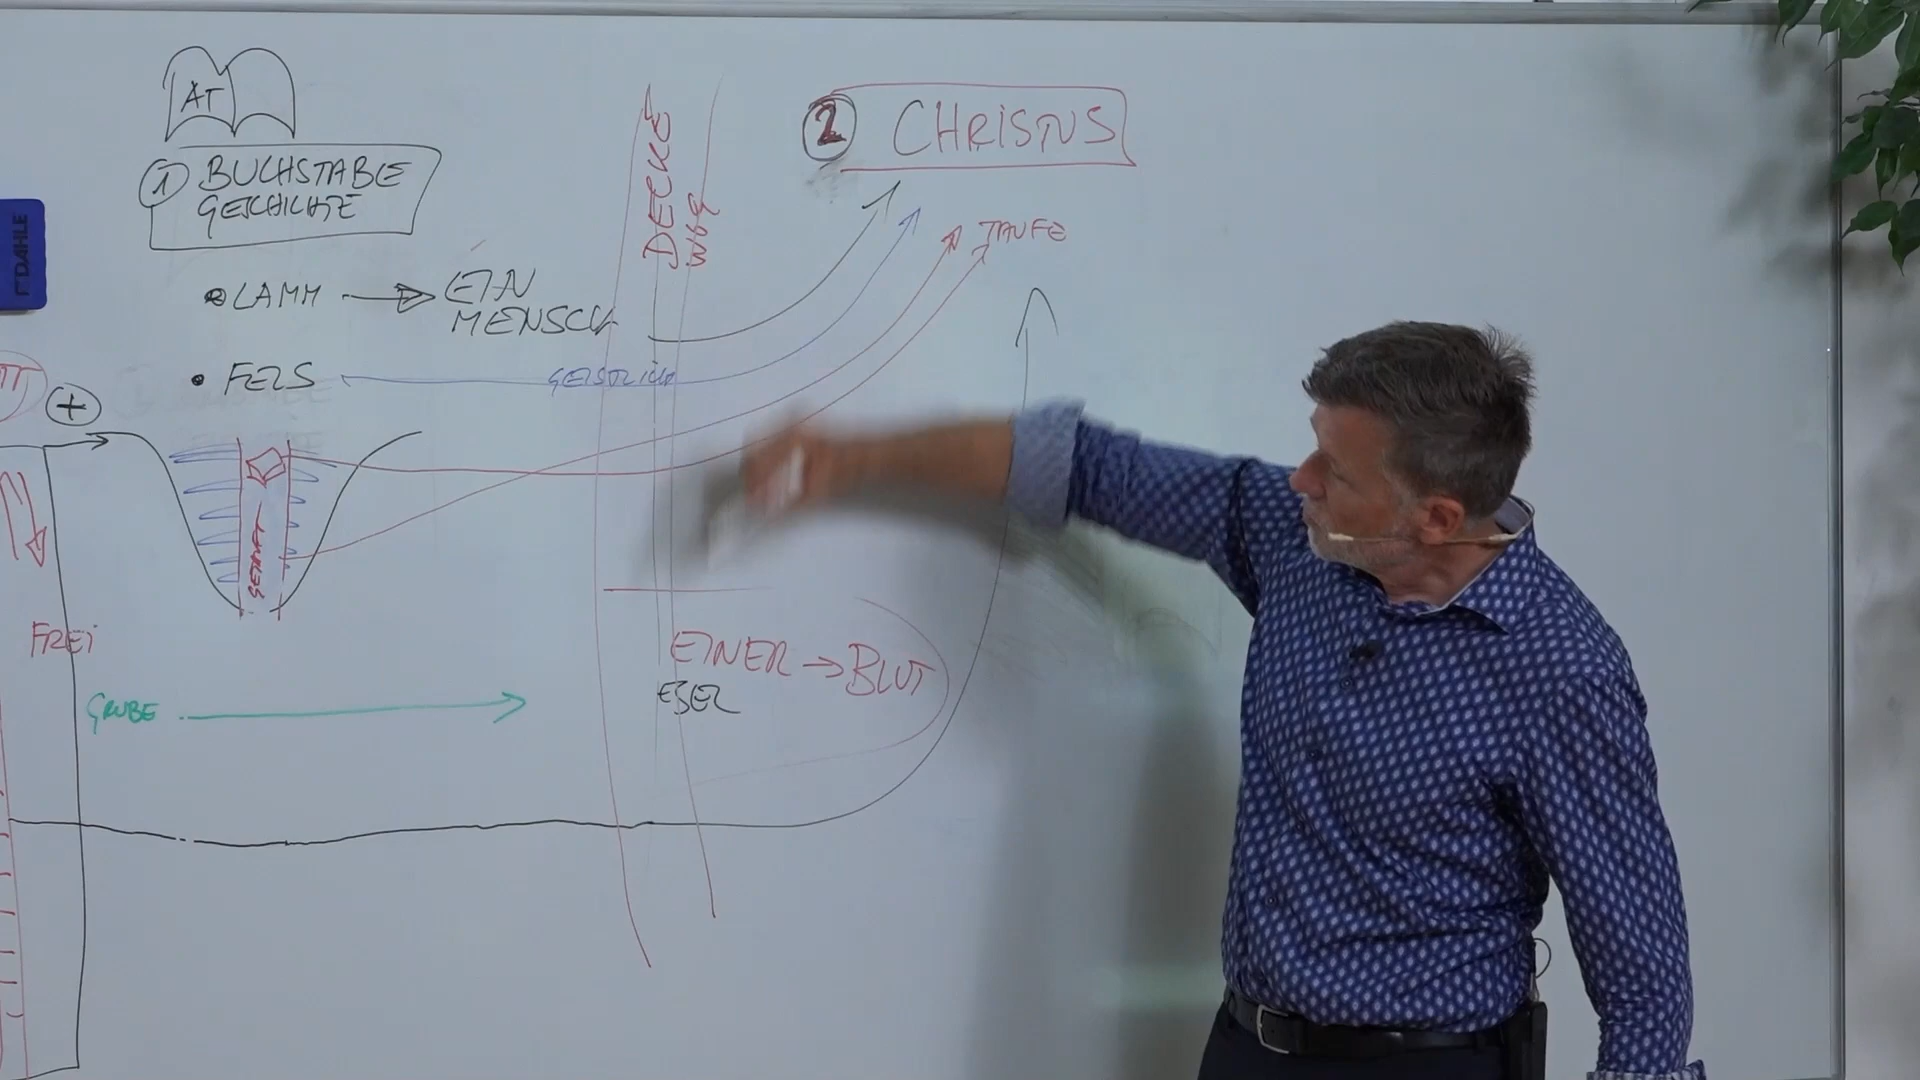 AT
1 BUCHSTABE
GESCHICHTE
DECKE
WEG
2 CHRISTUS
TAUFE
LAMM → EIN
MENSCH
FELS
GEISTLICH
+
DAHLE
FREI
GRUBE
EINER → BLUT
ESEL